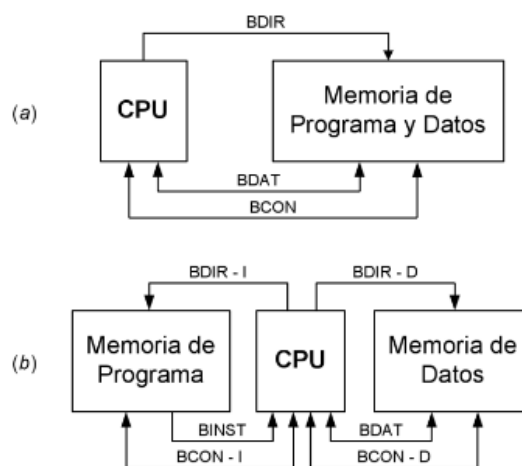 BDIR
(a)
CPU
Memoria de
Programa y Datos
BDAT
BCON
BDIR - I
BDIR - D
(b)
Memoria de
Programa
CPU
Memoria de
Datos
BINST
BDAT
BCON - I
BCON - D